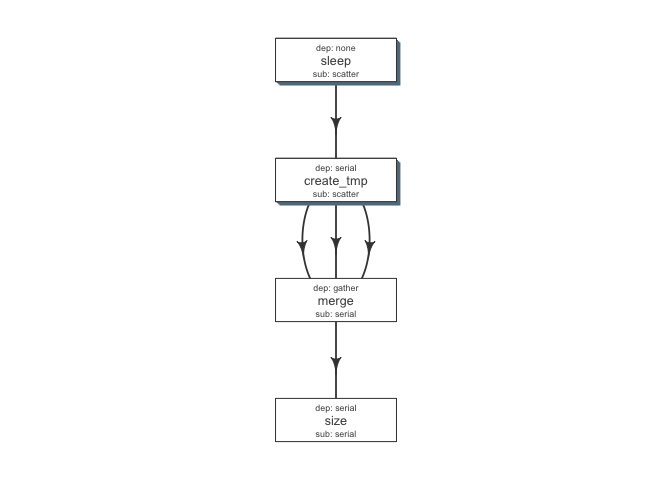 dep: none
sleep
sub: scatter
dep: serial
create_tmp
sub: scatter
dep: gather
merge
sub: serial
dep: serial
size
sub: serial